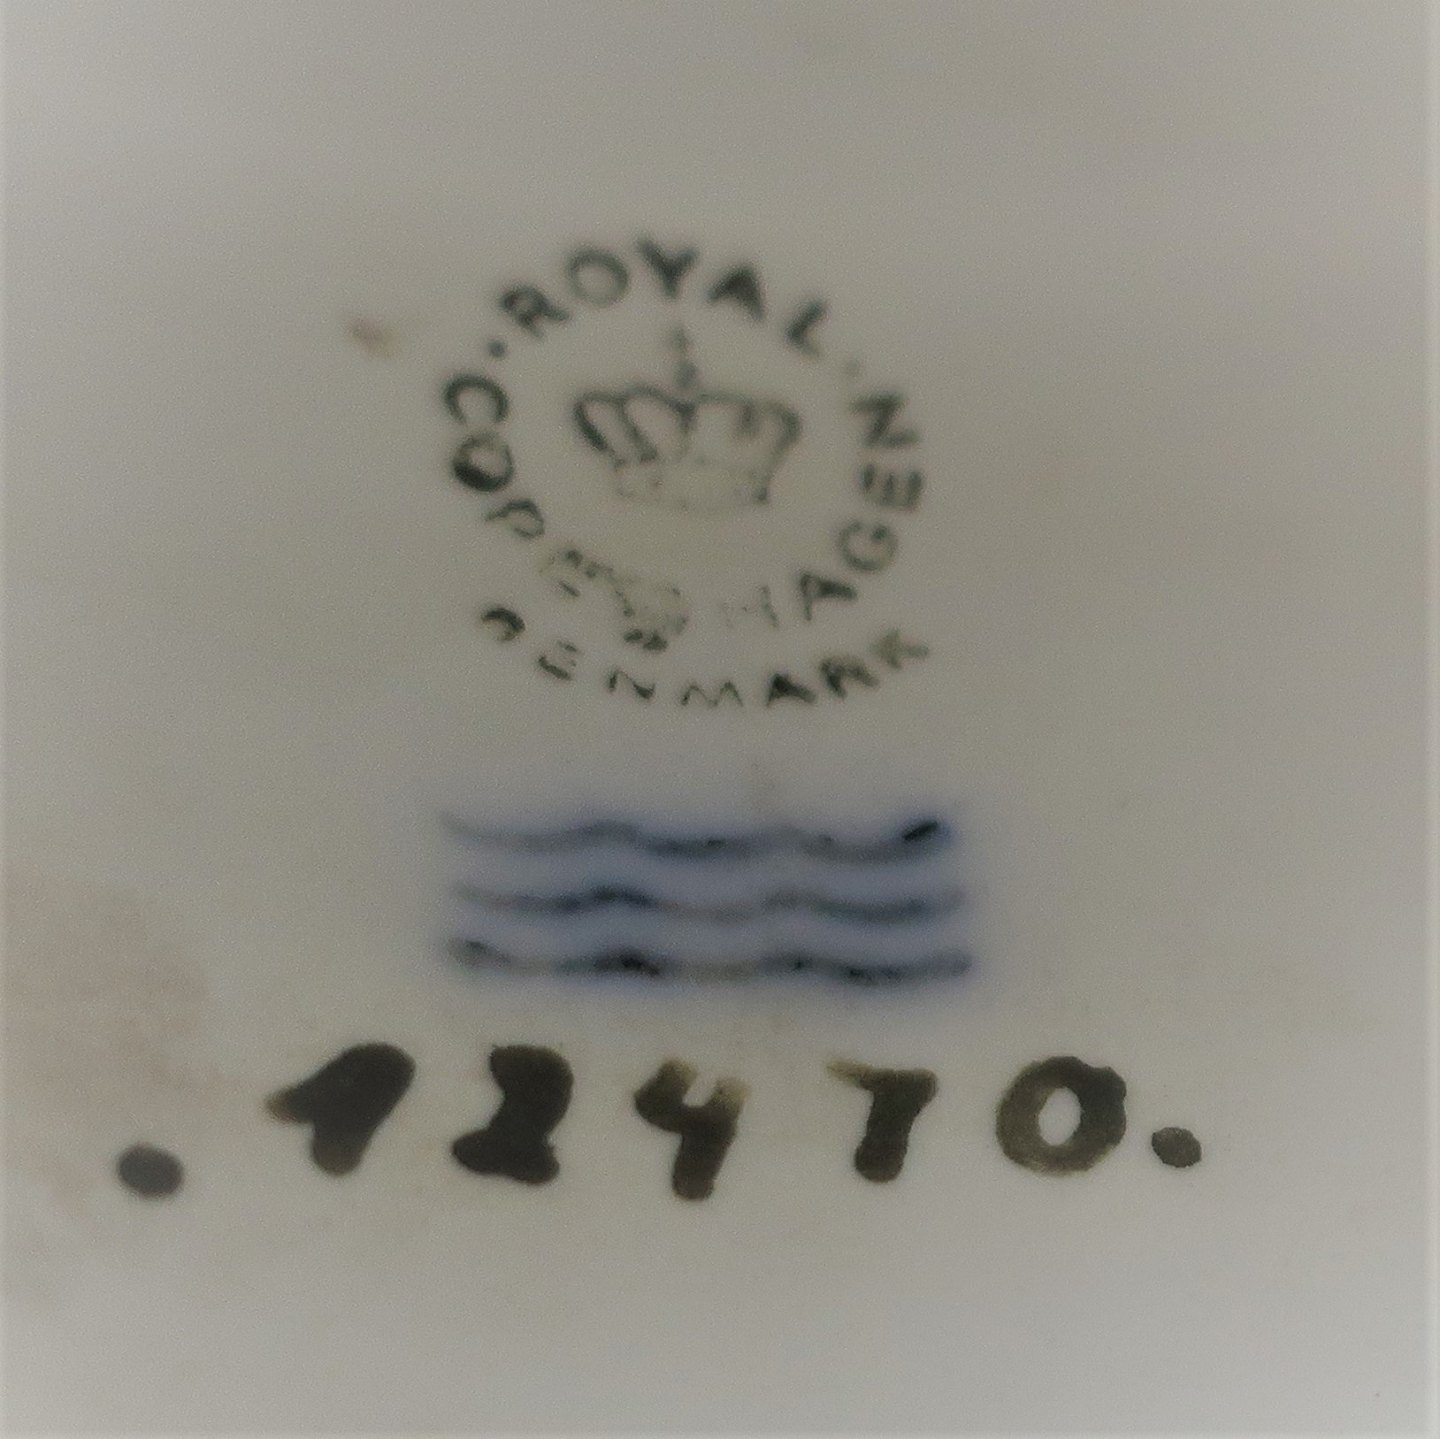 · ROYAL ·
COPENHAGEN
DENMARK
. 12470.